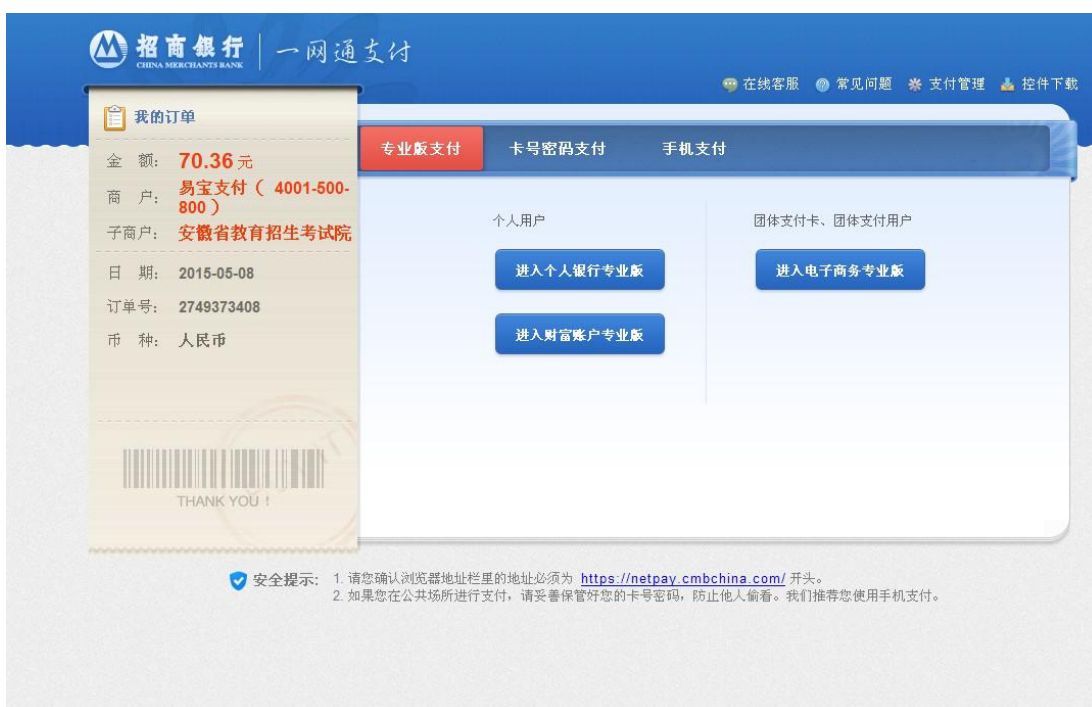 招商银行
CHINA MERCHANTS BANK
一网通支付
在线客服 常见问题 支付管理 控件下载
我的订单
金 额: 70.36 元
商 户: 易宝支付( 4001-500-
800 )
子商户: 安徽省教育招生考试院
日 期: 2015-05-08
订单号: 2749373408
币 种: 人民币
THANK YOU !
专业版支付 卡号密码支付 手机支付
个人用户
进入个人银行专业版
进入财富账户专业版
团体支付卡、团体支付用户
进入电子商务专业版
安全提示: 1. 请您确认浏览器地址栏里的地址必须为 https://netpay.cmbchina.com/ 开头。
2. 如果您在公共场所进行支付，请妥善保管好您的卡号密码，防止他人偷看。我们推荐您使用手机支付。